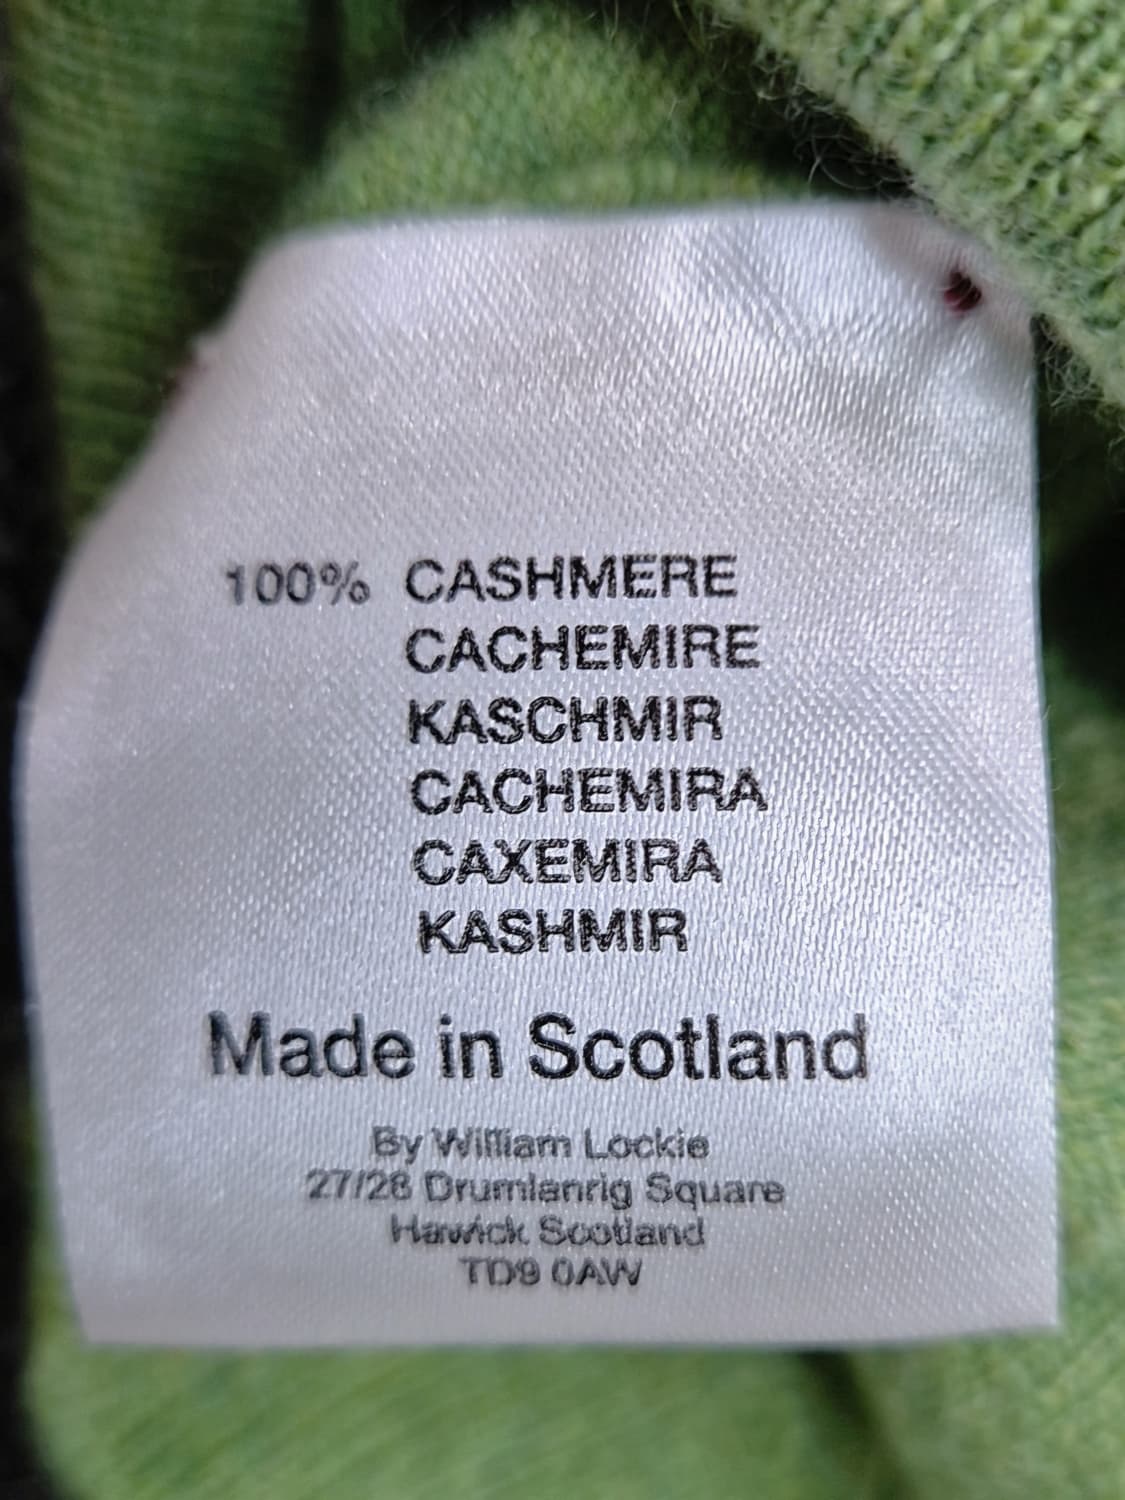 100% CASHMERE
CACHEMIRE
KASCHMIR
CACHEMIRA
CAXEMIRA
KASHMIR
Made in Scotland
By William Lockie
27/28 Drumlanrig Square
Hawick Scotland
TD9 0AW